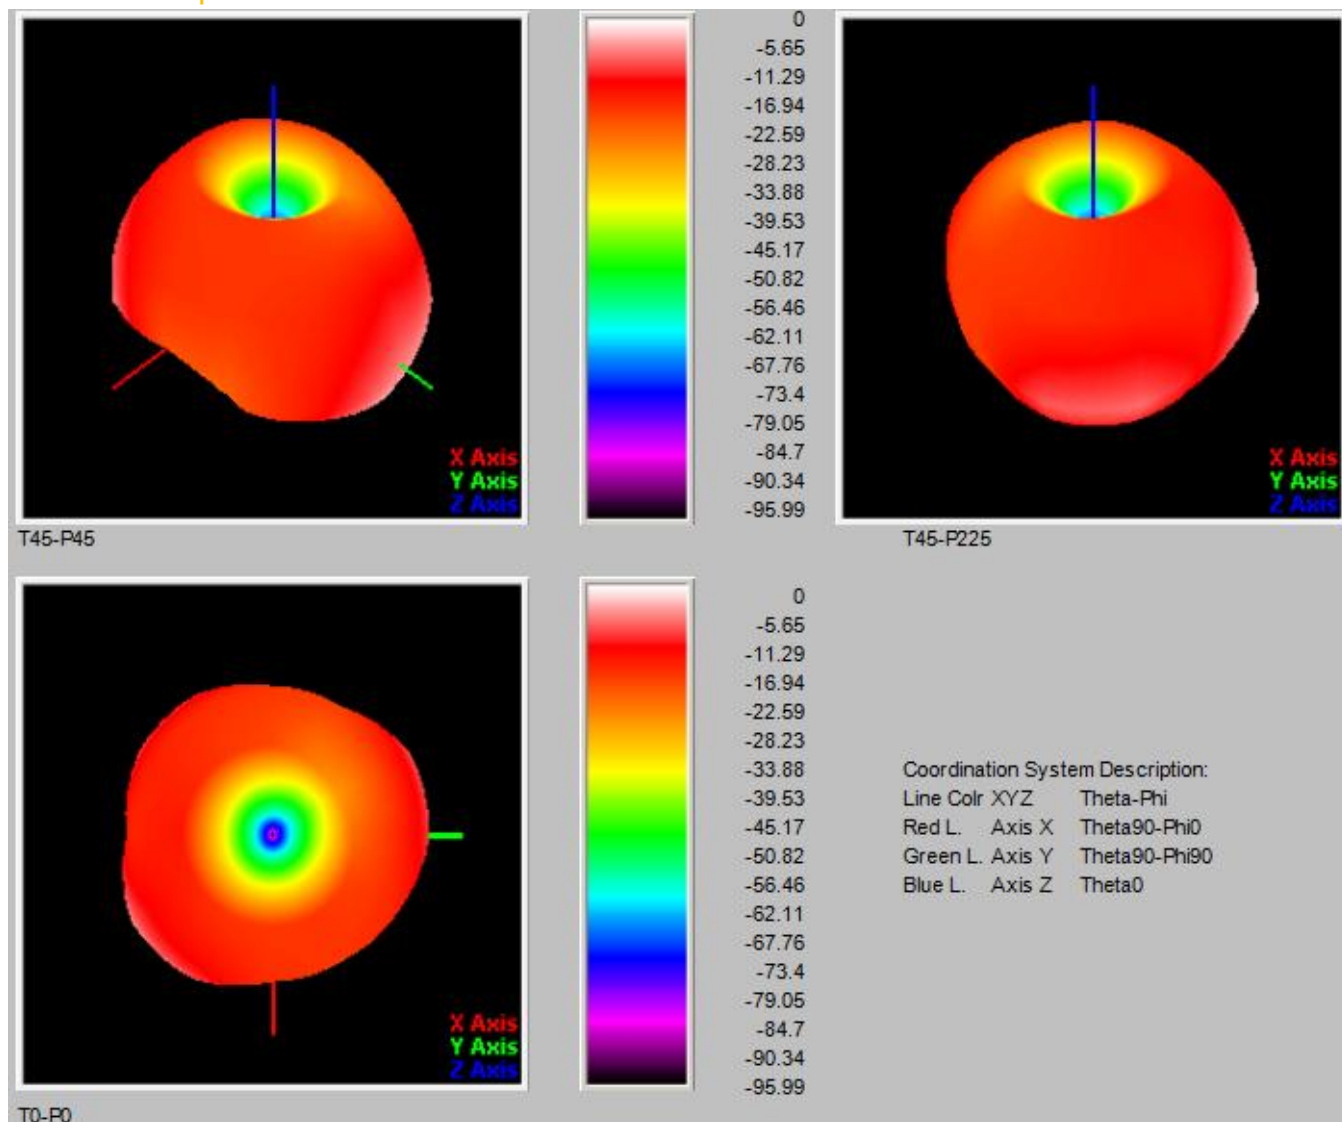 0
-5.65
-11.29
-16.94
-22.59
-28.23
-33.88
-39.53
-45.17
-50.82
-56.46
-62.11
-67.76
-73.4
-79.05
-84.7
-90.34
-95.99
X Axis
Y Axis
Z Axis
T45-P45
X Axis
Y Axis
Z Axis
T45-P225
0
-5.65
-11.29
-16.94
-22.59
-28.23
-33.88
-39.53
-45.17
-50.82
-56.46
-62.11
-67.76
-73.4
-79.05
-84.7
-90.34
-95.99
X Axis
Y Axis
Z Axis
T0-P0
Coordination System Description:
Line Colr XYZ Theta-Phi
Red L. Axis X Theta90-Phi0
Green L. Axis Y Theta90-Phi90
Blue L. Axis Z Theta0